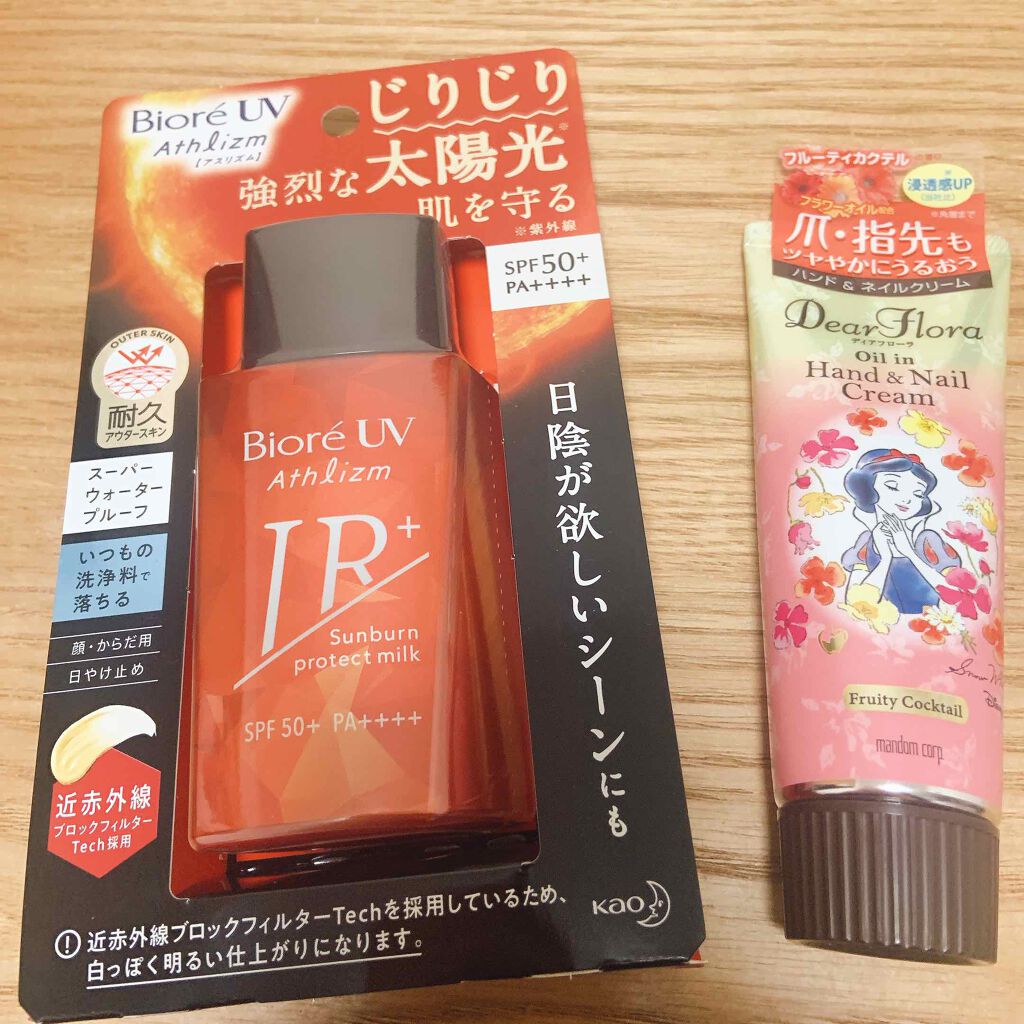 Bioré UV
Athlizm
【アスリズム】
じりじり
強烈な太陽光※
肌を守る
※紫外線
SPF50+
PA++++
OUTER SKIN
耐久
アウタースキン
スーパー
ウォーター
プルーフ
いつもの
洗浄料で
落ちる
顔・からだ用
日やけ止め
近赤外線
ブロックフィルター
Tech採用
Bioré UV
Athlizm
IR+
Sunburn
protect milk
SPF 50+ PA++++
日陰が欲しいシーンにも
近赤外線ブロックフィルターTechを採用しているため、
白っぽく明るい仕上がりになります。
Kao
フルーティカクテルの香り
フラワーオイル配合
浸透感UP
(当社比)
※角層まで
爪・指先も
ツヤやかにうるおう
ハンド & ネイルクリーム
Dear Flora
ディアフローラ
Oil in
Hand & Nail
Cream
Snow
Fruity Cocktail
mandom corp.